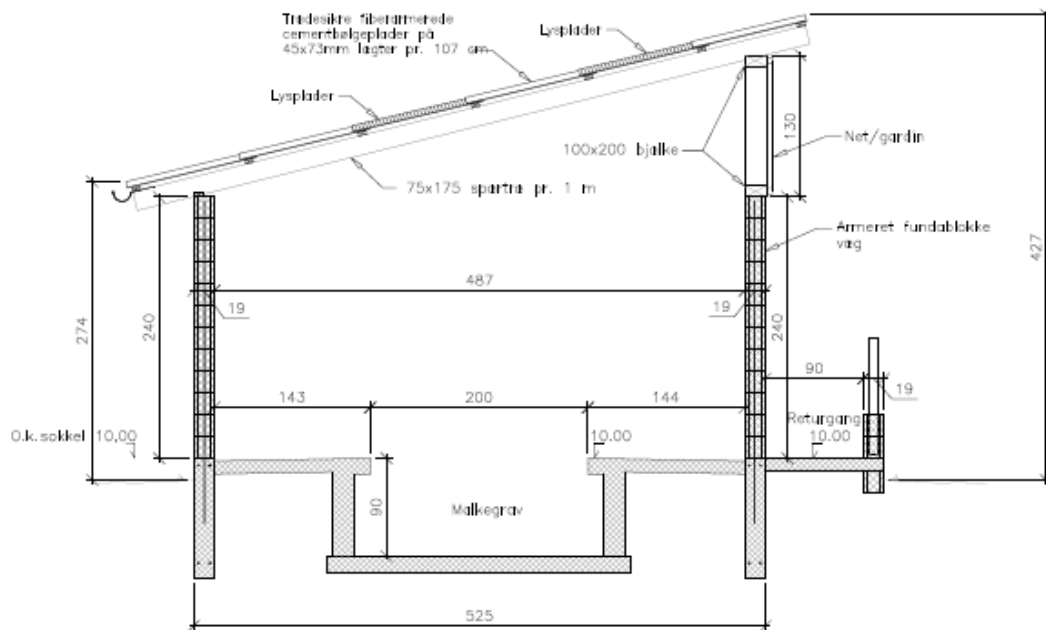 Trædesikre fiberarmerede
cementbølgeplader på
45x73mm lægter pr. 107 cm
Lysplader
Lysplader
100x200 bjælke
130
Net/gardin
75x175 spærtræ pr. 1 m
Armeret fundablokke
væg
427
487
19
19
274
240
240
90
19
143
200
144
Returgang
O.k. sokkel 10.00
10.00
10.00
90
Malkegrav
525